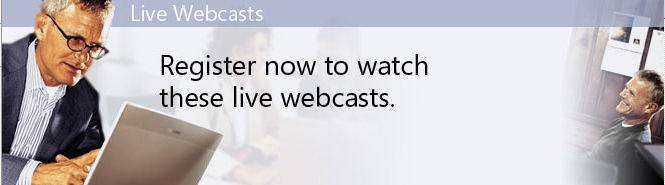 Live Webcasts
Register now to watch
these live webcasts.